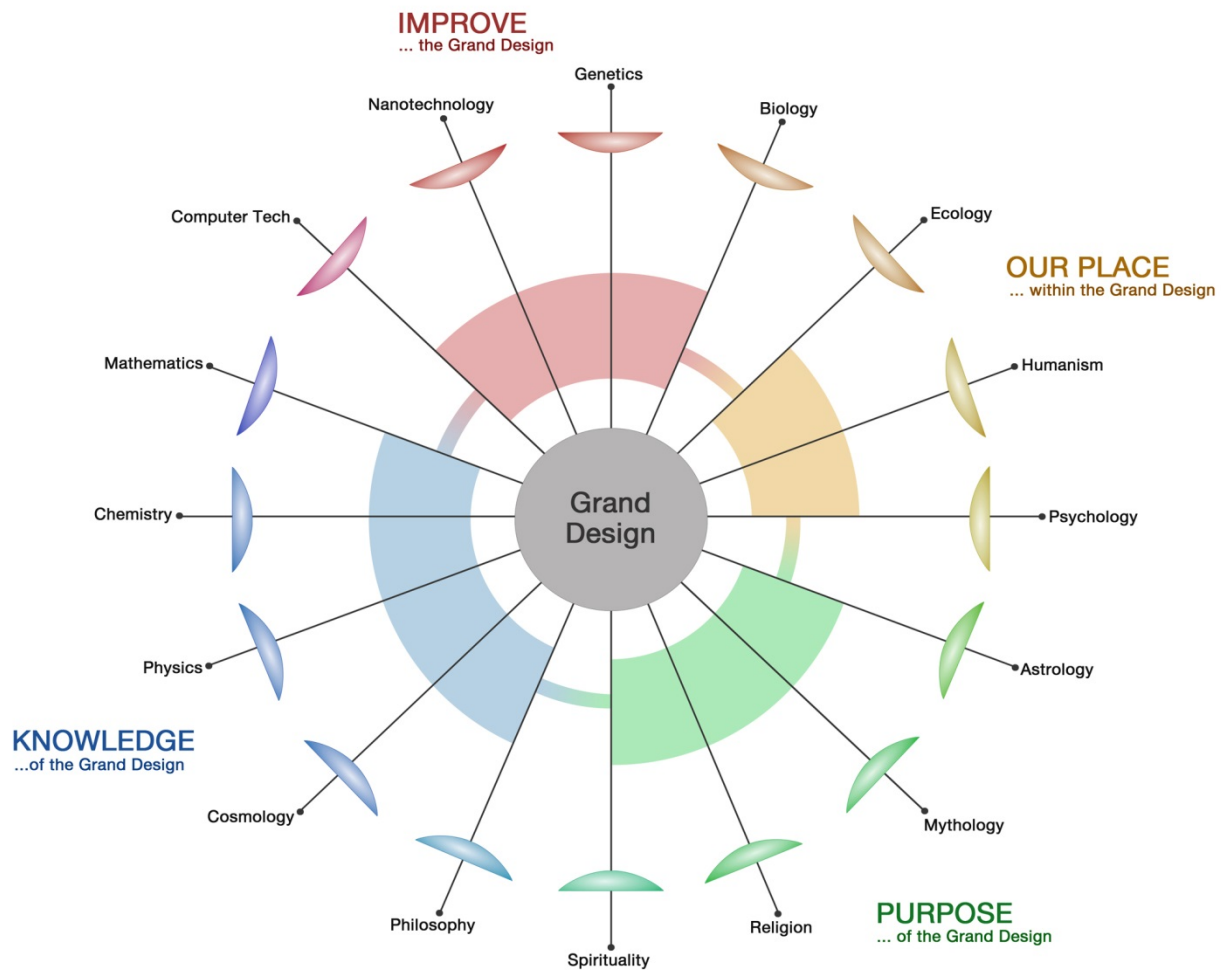 IMPROVE
... the Grand Design
Genetics
Nanotechnology
Biology
Computer Tech
Ecology
OUR PLACE
... within the Grand Design
Mathematics
Humanism
Grand
Design
Chemistry
Psychology
Physics
Astrology
KNOWLEDGE
...of the Grand Design
Cosmology
Mythology
Philosophy
Religion
PURPOSE
... of the Grand Design
Spirituality